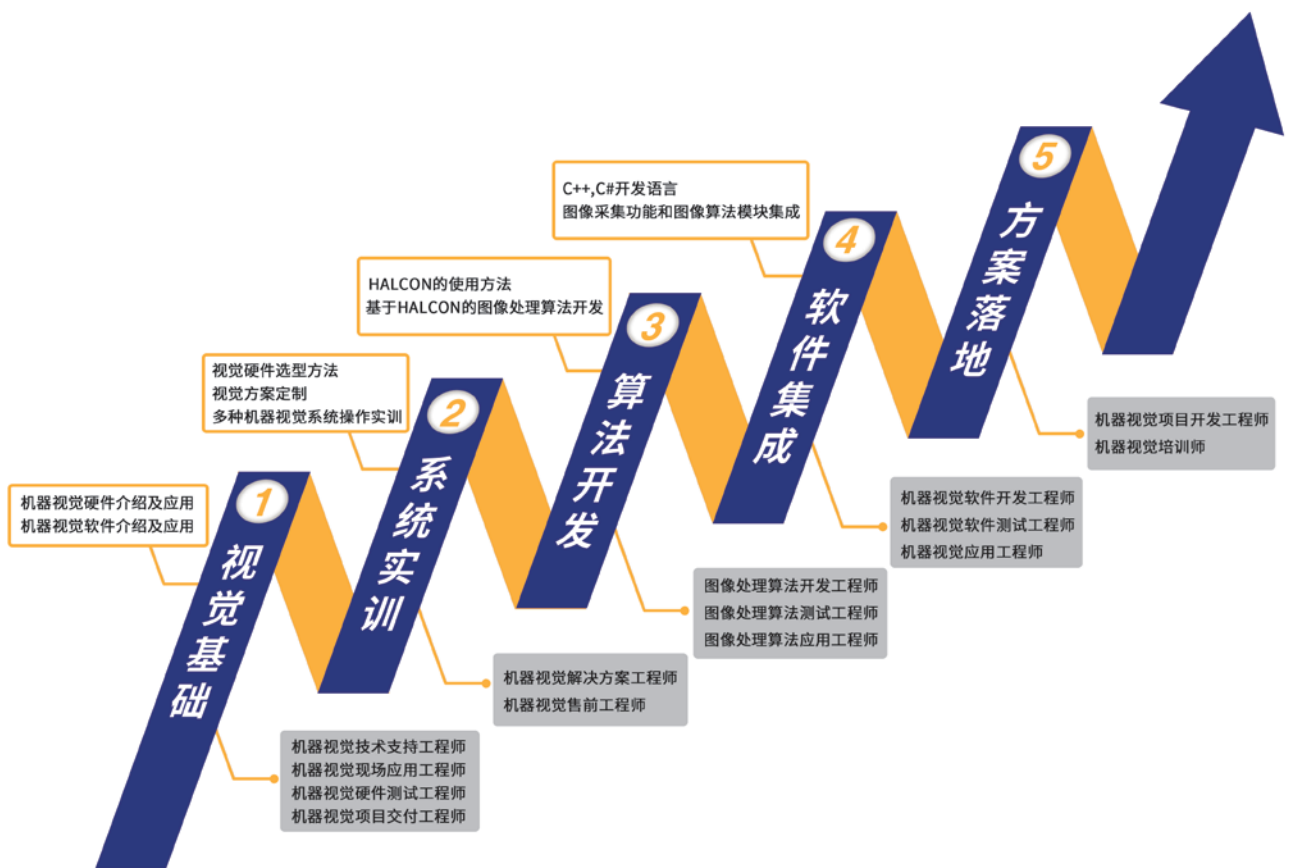 机器视觉硬件介绍及应用
机器视觉软件介绍及应用
1
视觉基础
机器视觉技术支持工程师
机器视觉现场应用工程师
机器视觉硬件测试工程师
机器视觉项目交付工程师
视觉硬件选型方法
视觉方案定制
多种机器视觉系统操作实训
2
系统实训
机器视觉解决方案工程师
机器视觉售前工程师
HALCON的使用方法
基于HALCON的图像处理算法开发
3
算法开发
图像处理算法开发工程师
图像处理算法测试工程师
图像处理算法应用工程师
C++,C#开发语言
图像采集功能和图像算法模块集成
4
软件集成
机器视觉软件开发工程师
机器视觉软件测试工程师
机器视觉应用工程师
5
方案落地
机器视觉项目开发工程师
机器视觉培训师